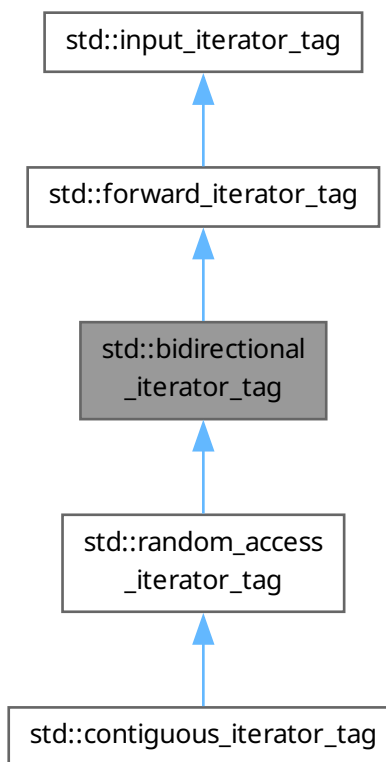 std::input_iterator_tag
std::forward_iterator_tag
std::bidirectional
_iterator_tag
std::random_access
_iterator_tag
std::contiguous_iterator_tag